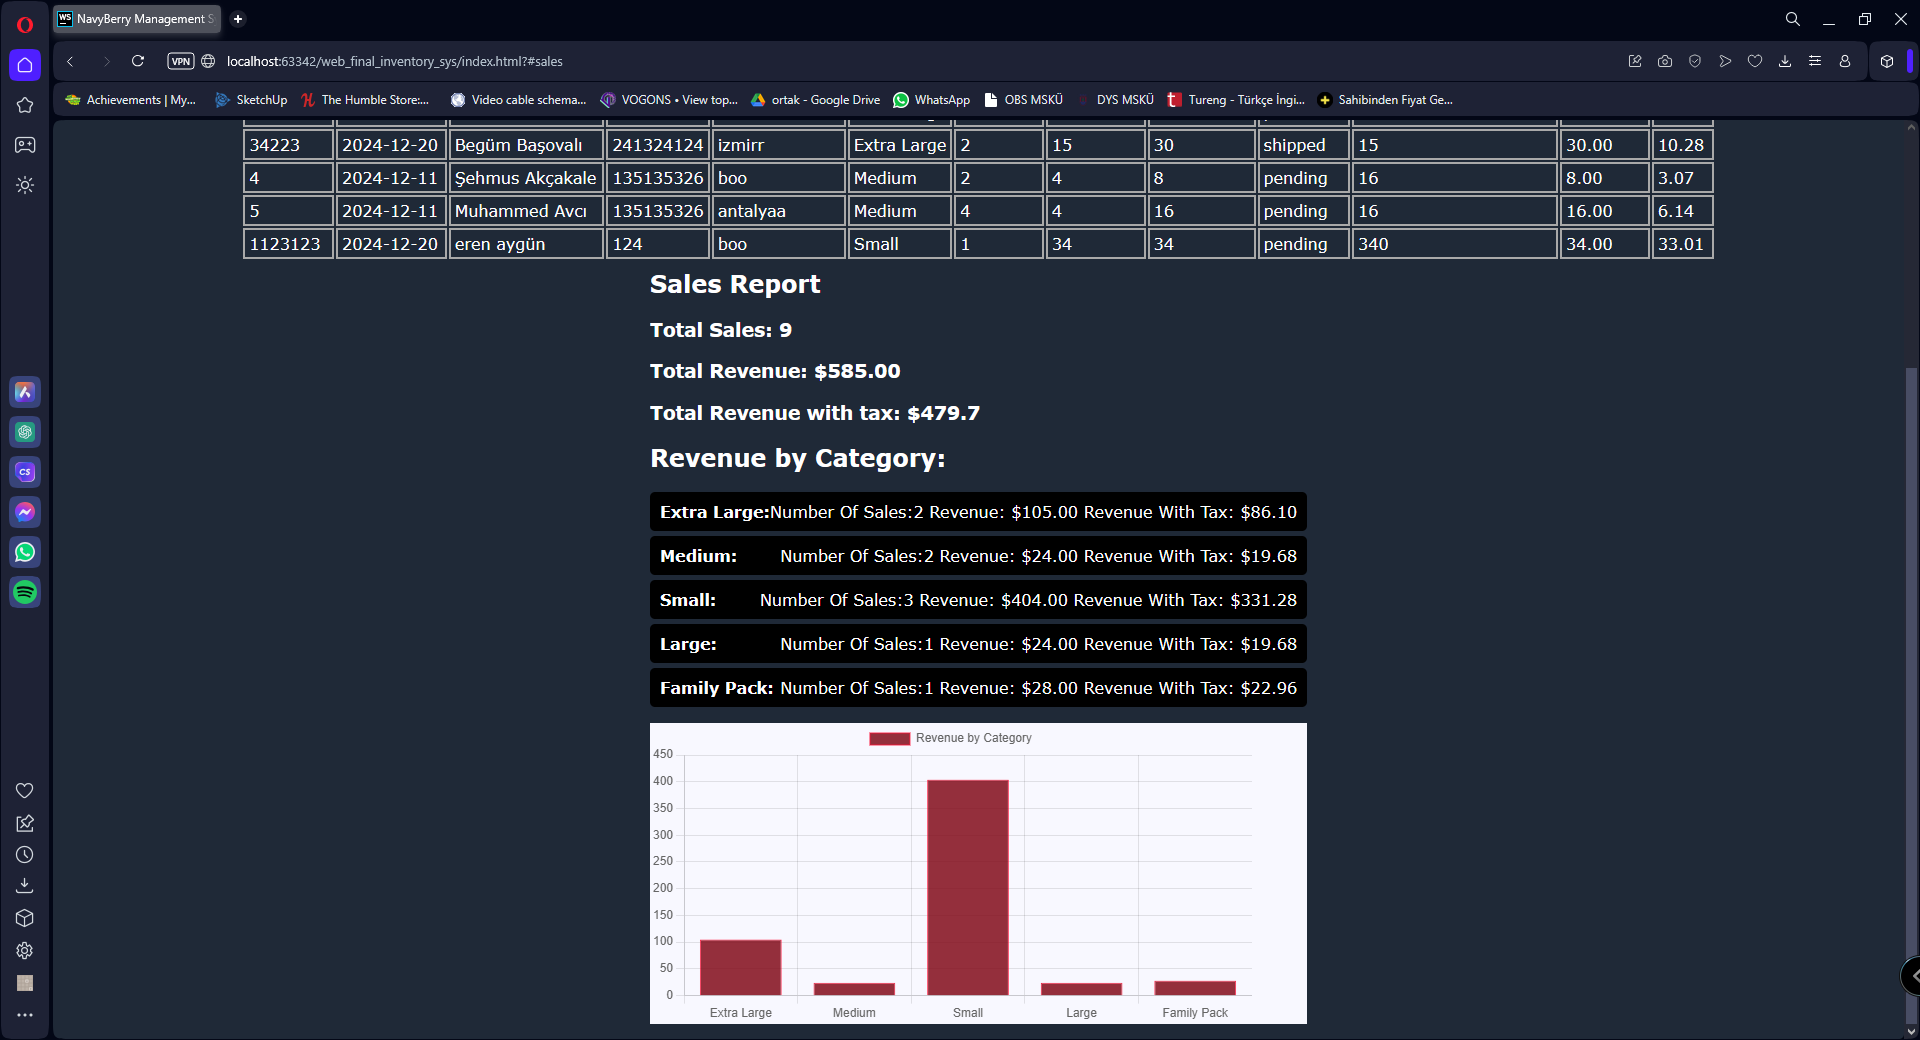 NavyBerry Management S
VPN localhost:63342/web_final_inventory_sys/index.html?#sales
Achievements | My... SketchUp The Humble Store:... Video cable schema... VOGONS • View top... ortak - Google Drive WhatsApp OBS MSKÜ DYS MSKÜ Tureng - Türkçe İngi... Sahibinden Fiyat Ge...
34223 2024-12-20 Begüm Başovalı 241324124 izmirr Extra Large 2 15 30 shipped 15 30.00 10.28
4 2024-12-11 Şehmus Akçakale 135135326 boo Medium 2 4 8 pending 16 8.00 3.07
5 2024-12-11 Muhammed Avcı 135135326 antalyaa Medium 4 4 16 pending 16 16.00 6.14
1123123 2024-12-20 eren aygün 124 boo Small 1 34 34 pending 340 34.00 33.01
Sales Report
Total Sales: 9
Total Revenue: $585.00
Total Revenue with tax: $479.7
Revenue by Category:
Extra Large:Number Of Sales:2 Revenue: $105.00 Revenue With Tax: $86.10
Medium: Number Of Sales:2 Revenue: $24.00 Revenue With Tax: $19.68
Small: Number Of Sales:3 Revenue: $404.00 Revenue With Tax: $331.28
Large: Number Of Sales:1 Revenue: $24.00 Revenue With Tax: $19.68
Family Pack: Number Of Sales:1 Revenue: $28.00 Revenue With Tax: $22.96
Revenue by Category
450
400
350
300
250
200
150
100
50
0
Extra Large Medium Small Large Family Pack